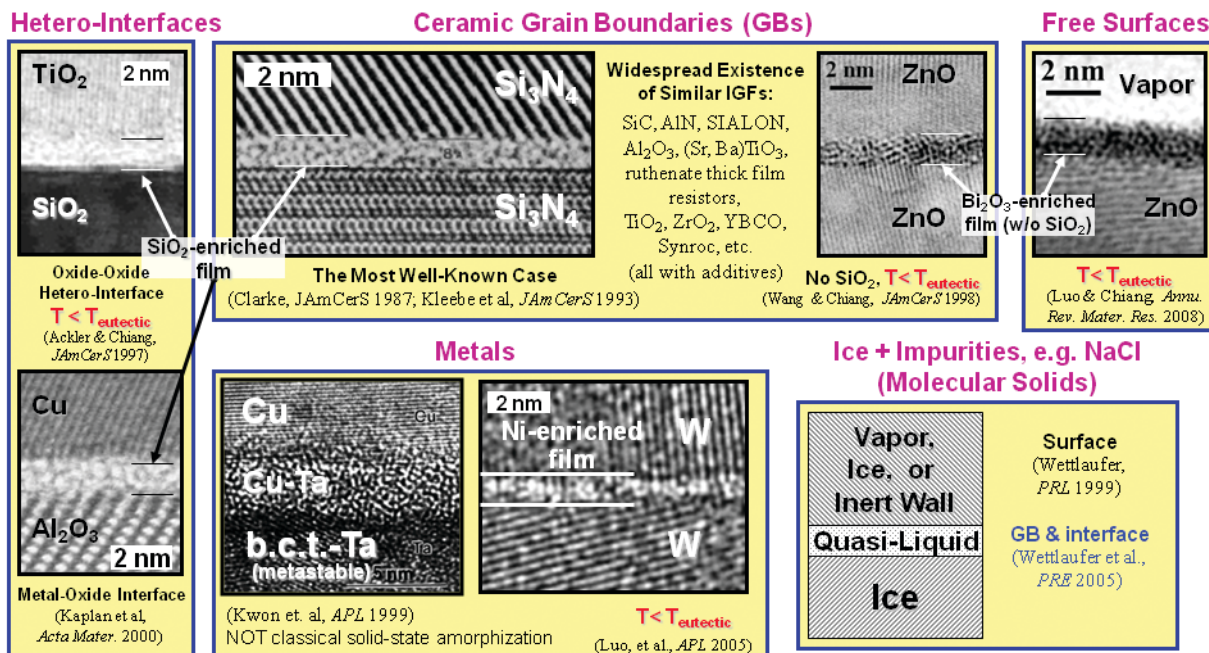 Hetero-Interfaces
TiO2
2 nm
SiO2
SiO2-enriched
film
Oxide-Oxide
Hetero-Interface
T < Teutectic
(Ackler & Chiang,
JAmCerS 1997)
Cu
Al2O3
2 nm
Metal-Oxide Interface
(Kaplan et al,
Acta Mater. 2000)
Ceramic Grain Boundaries (GBs)
2 nm
Si3N4
Si3N4
The Most Well-Known Case
(Clarke, JAmCerS 1987; Kleebe et al, JAmCerS 1993)
Widespread Existence
of Similar IGFs:
SiC, AlN, SIALON,
Al2O3, (Sr, Ba)TiO3,
ruthenate thick film
resistors,
TiO2, ZrO2, YBCO,
Synroc, etc.
(all with additives)
2 nm
ZnO
ZnO
No SiO2, T< Teutectic
(Wang & Chiang, JAmCerS 1998)
Bi2O3-enriched
film (w/o SiO2)
Free Surfaces
2 nm
Vapor
ZnO
T < Teutectic
(Luo & Chiang, Annu.
Rev. Mater. Res. 2008)
Metals
Cu
Cu
Cu-Ta
b.c.t.-Ta
(metastable)
Ta
5 nm
(Kwon et. al, APL 1999)
NOT classical solid-state amorphization
2 nm
Ni-enriched
film
W
W
T< Teutectic
(Luo, et al., APL 2005)
Ice + Impurities, e.g. NaCl
(Molecular Solids)
Vapor,
Ice, or
Inert Wall
Quasi-Liquid
Ice
Surface
(Wettlaufer,
PRL 1999)
GB & interface
(Wettlaufer et al.,
PRE 2005)